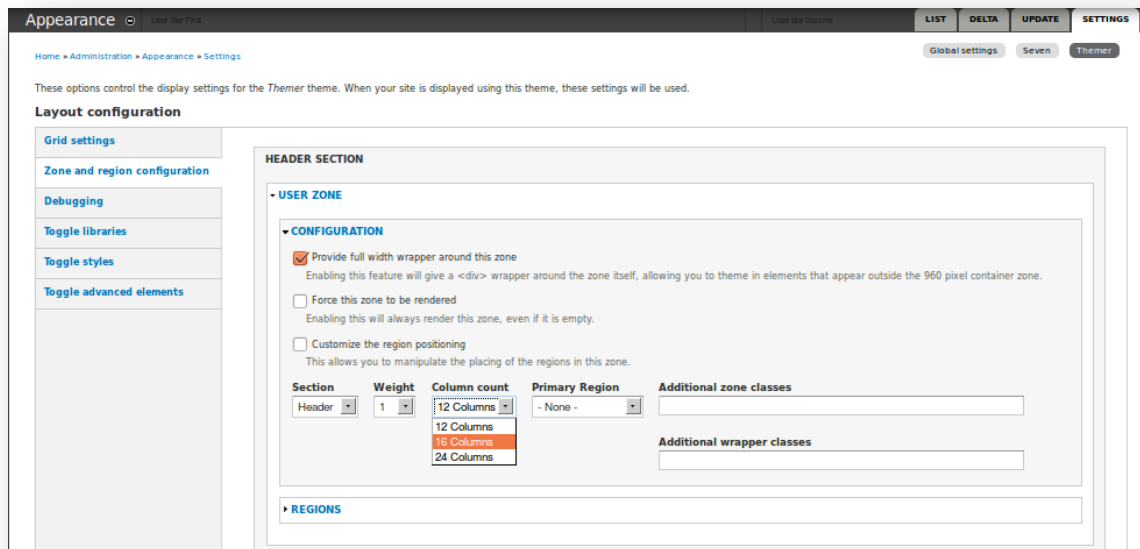 Appearance User Bar First User Bar Second LIST DELTA UPDATE SETTINGS
Home » Administration » Appearance » Settings Global settings Seven Themer
These options control the display settings for the Themer theme. When your site is displayed using this theme, these settings will be used.
Layout configuration
Grid settings
Zone and region configuration
Debugging
Toggle libraries
Toggle styles
Toggle advanced elements
HEADER SECTION
USER ZONE
CONFIGURATION
Provide full width wrapper around this zone
Enabling this feature will give a <div> wrapper around the zone itself, allowing you to theme in elements that appear outside the 960 pixel container zone.
Force this zone to be rendered
Enabling this will always render this zone, even if it is empty.
Customize the region positioning
This allows you to manipulate the placing of the regions in this zone.
Section Weight Column count Primary Region Additional zone classes
Header 1 12 Columns - None -
12 Columns
16 Columns
24 Columns
Additional wrapper classes
REGIONS